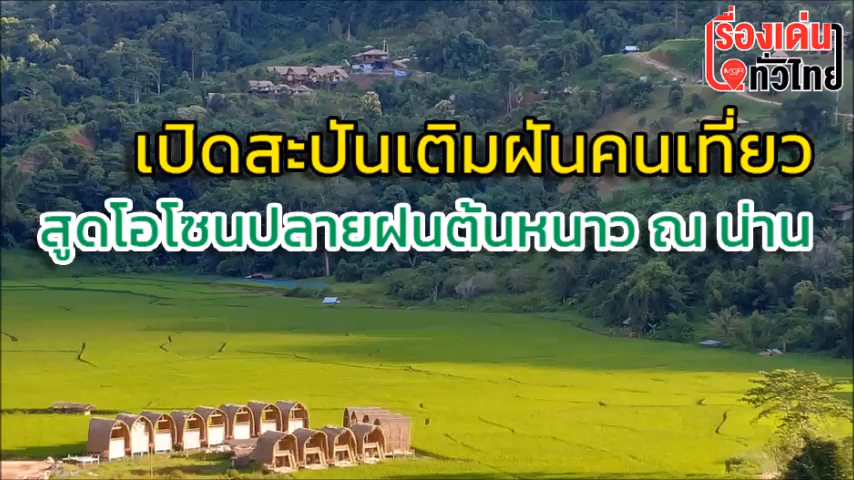 เรื่องเด่น
MGR
ทั่วไทย
เปิดสะปันเติมฝันคนเที่ยว
สูดโอโซนปลายฝนต้นหนาว ณ น่าน